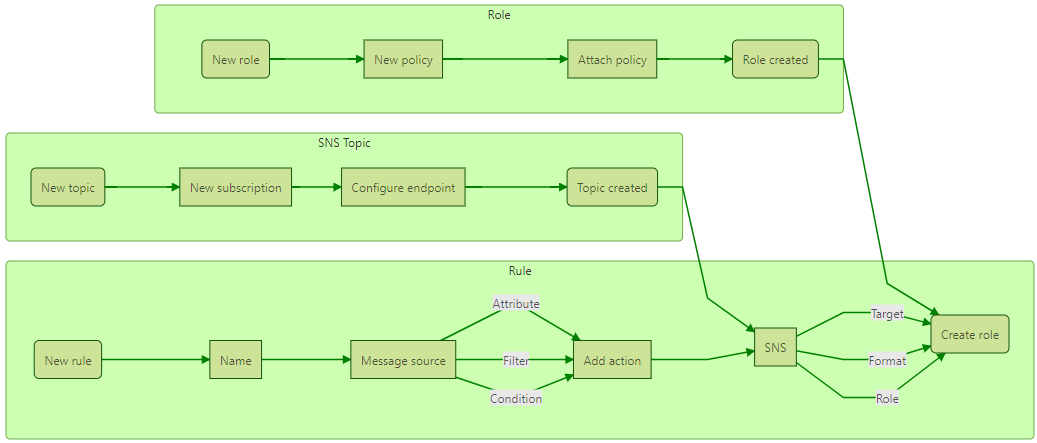 Role
New role
New policy
Attach policy
Role created
SNS Topic
New topic
New subscription
Configure endpoint
Topic created
Rule
New rule
Name
Message source
Attribute
Filter
Condition
Add action
SNS
Target
Format
Role
Create role